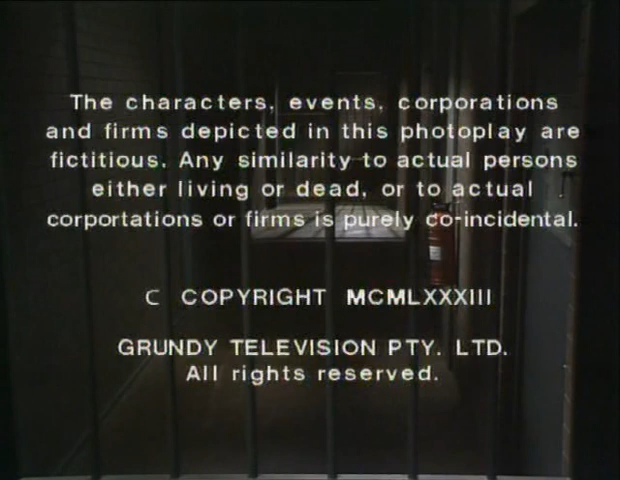 The characters, events, corporations
and firms depicted in this photoplay are
fictitious. Any similarity to actual persons
either living or dead, or to actual
corportations or firms is purely co-incidental.
C COPYRIGHT MCMLXXXIII
GRUNDY TELEVISION PTY. LTD.
All rights reserved.